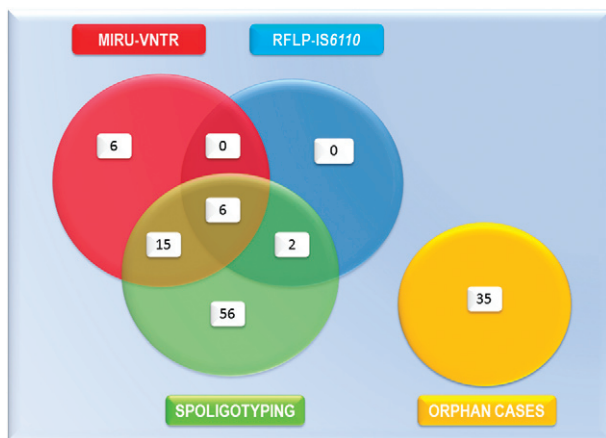 MIRU-VNTR RFLP-IS6110
6 0 0
6
15 2
56 35
SPOLIGOTYPING ORPHAN CASES